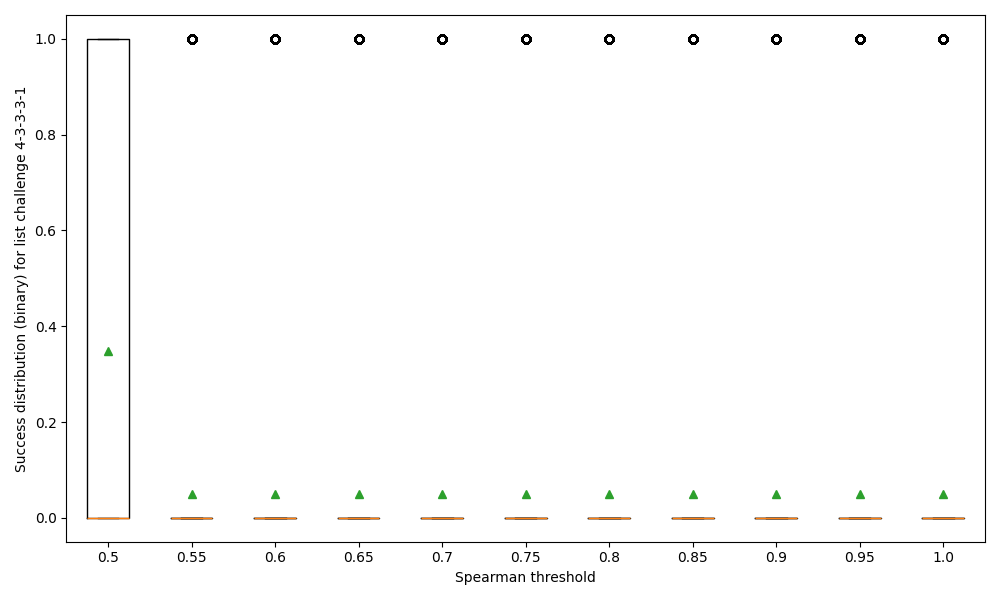 Success distribution (binary) for list challenge 4-3-3-3-1
1.0
0.8
0.6
0.4
0.2
0.0
0.5 0.55 0.6 0.65 0.7 0.75 0.8 0.85 0.9 0.95 1.0
Spearman threshold